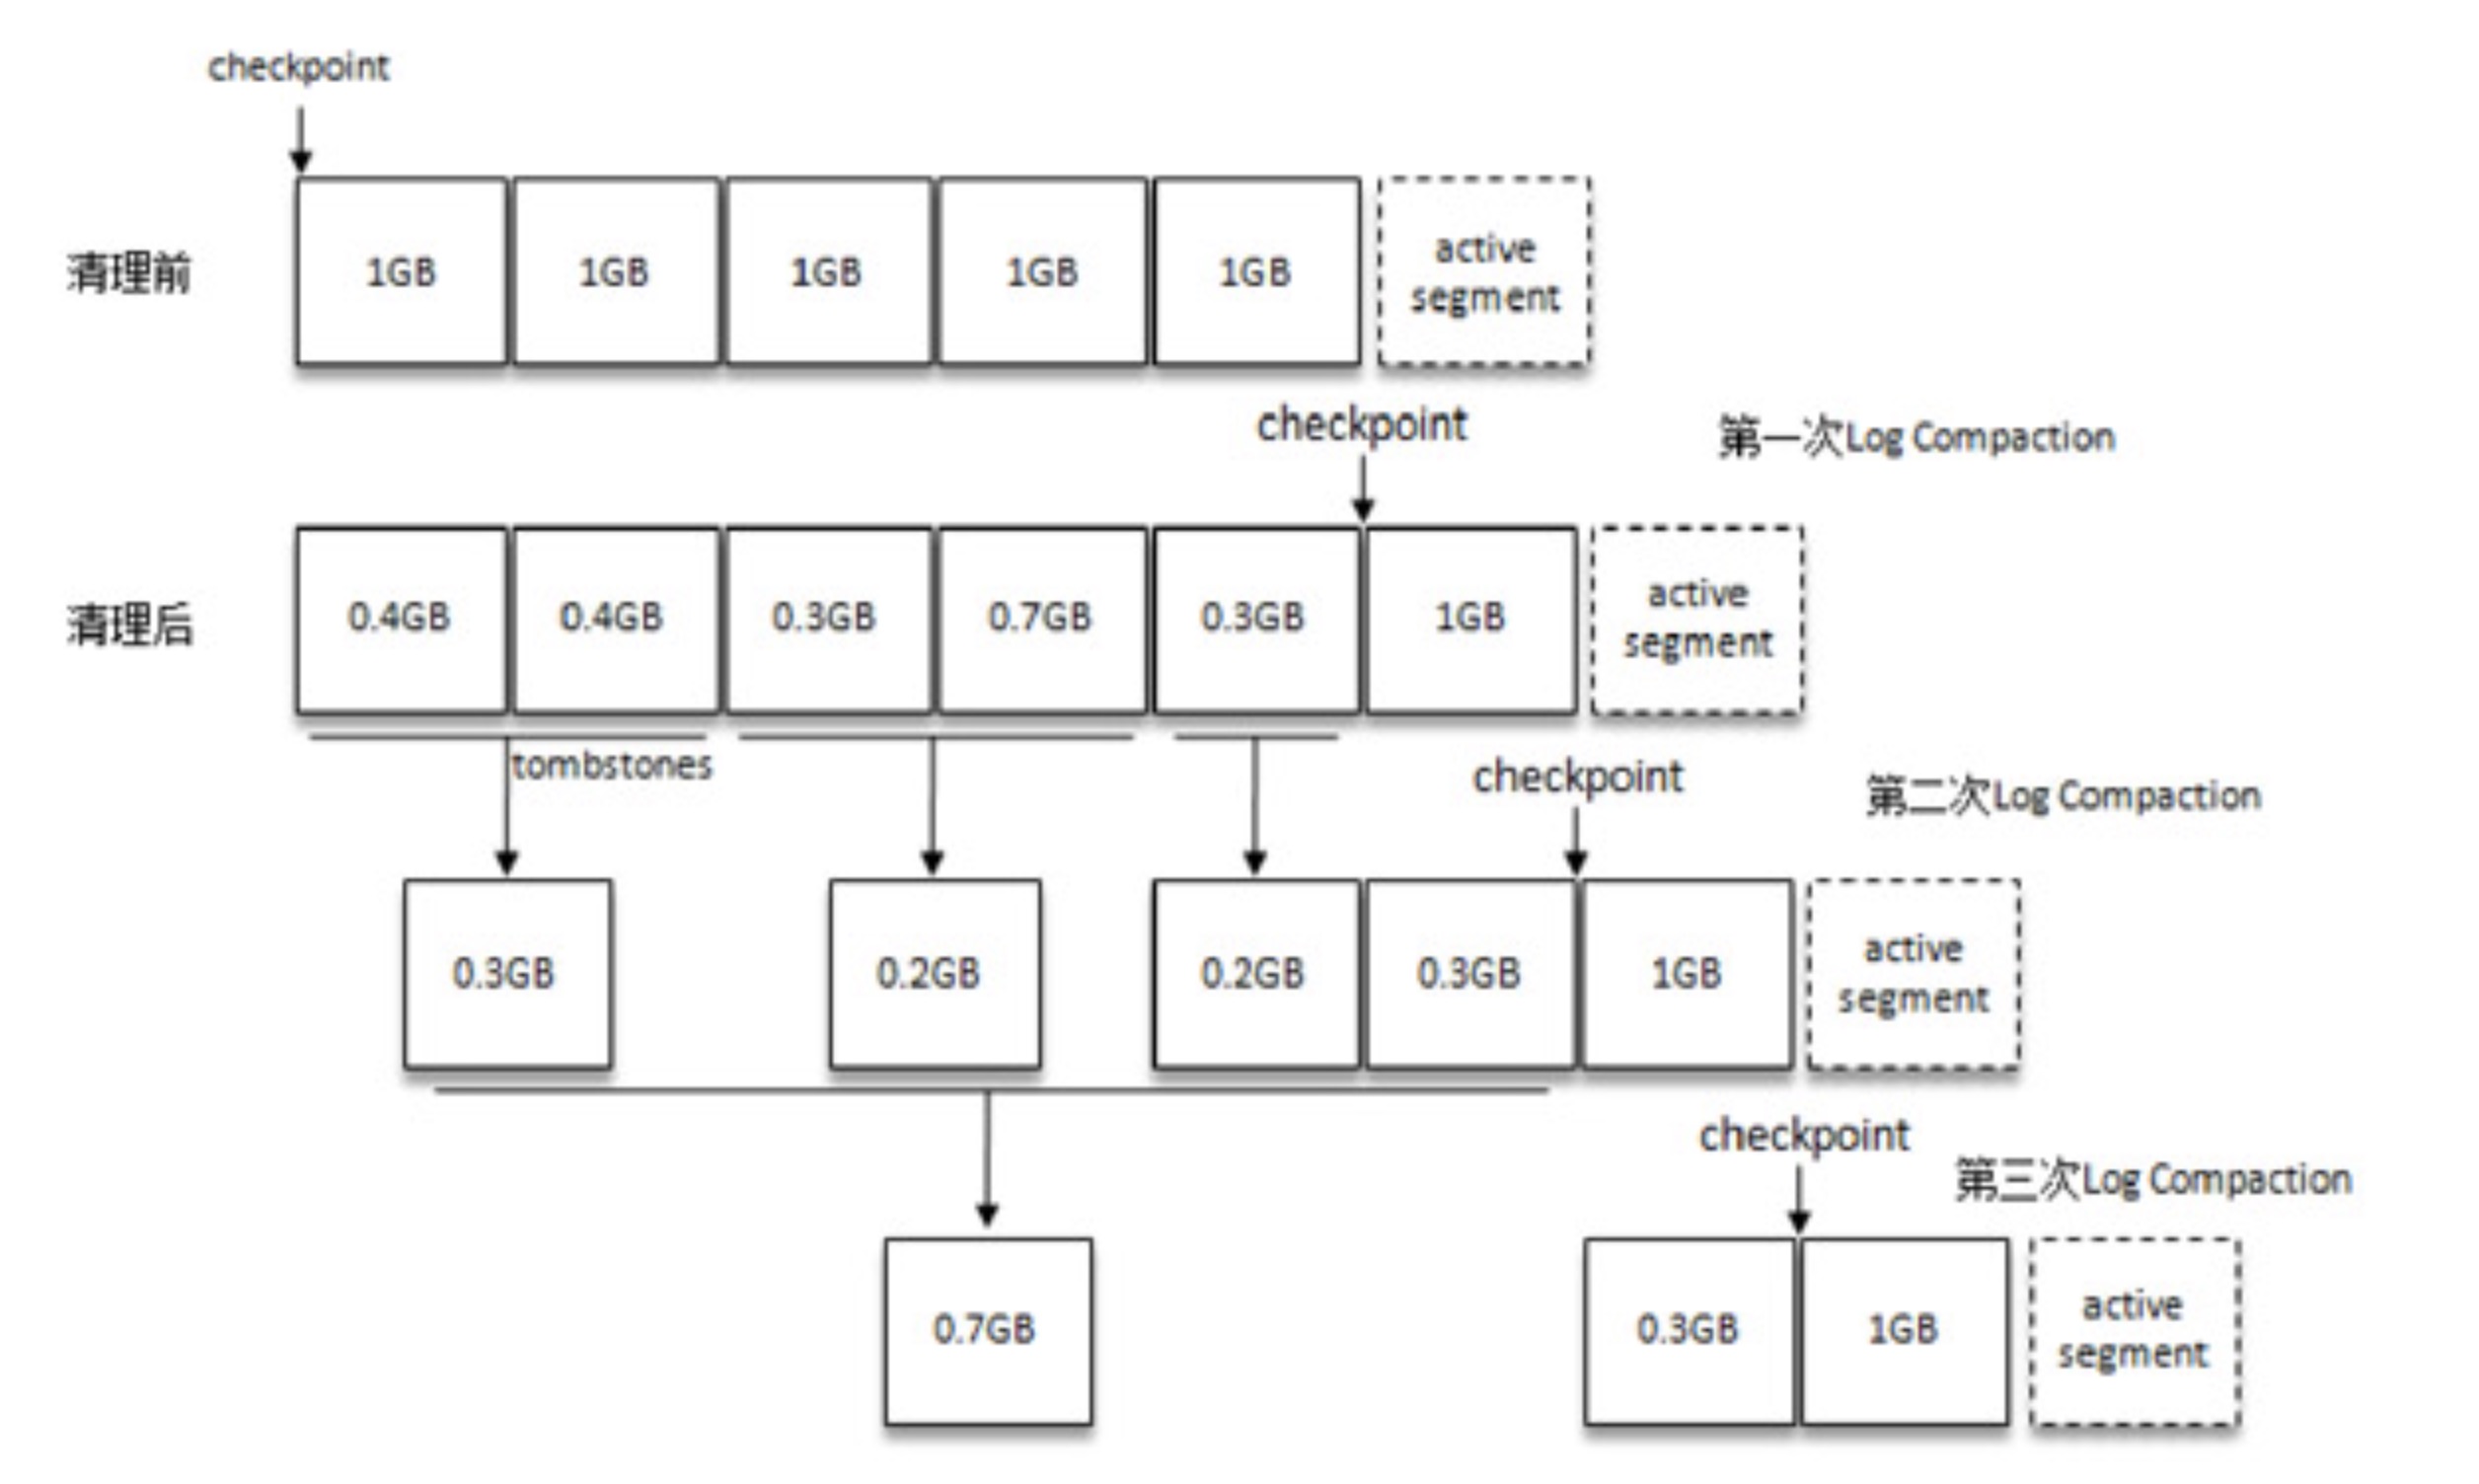 checkpoint
清理前
1GB
1GB
1GB
1GB
1GB
active
segment
checkpoint
第一次Log Compaction
清理后
0.4GB
0.4GB
0.3GB
0.7GB
0.3GB
1GB
active
segment
tombstones
checkpoint
第二次Log Compaction
0.3GB
0.2GB
0.2GB
0.3GB
1GB
active
segment
checkpoint
第三次Log Compaction
0.7GB
0.3GB
1GB
active
segment